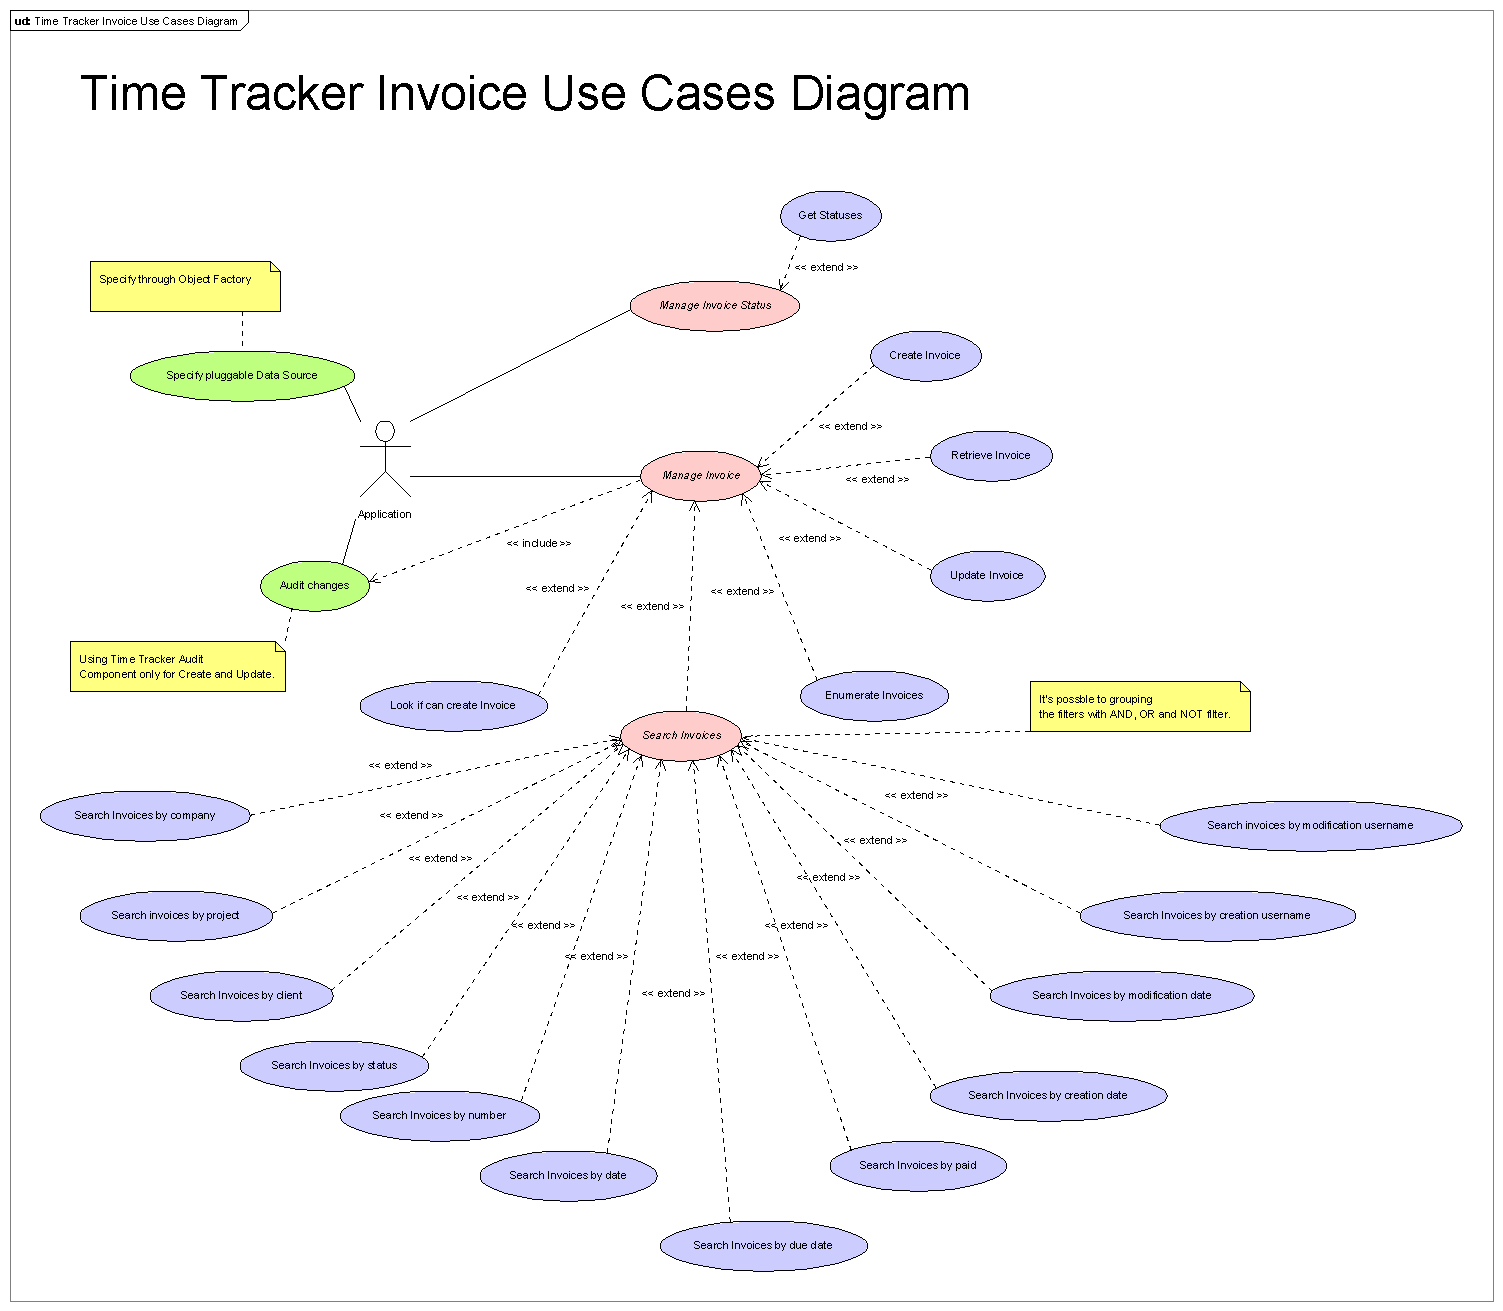 ud: Time Tracker Invoice Use Cases Diagram
Time Tracker Invoice Use Cases Diagram
Get Statuses
<< extend >>
Specify through Object Factory
Manage Invoice Status
Create Invoice
Specify pluggable Data Source
<< extend >>
Retrieve Invoice
Manage Invoice
<< extend >>
Application
<< include >>
<< extend >>
Update Invoice
Audit changes
<< extend >>
<< extend >>
<< extend >>
Using Time Tracker Audit
Component only for Create and Update.
Look if can create Invoice
Enumerate Invoices
It's possble to grouping
the filters with AND, OR and NOT filter.
Search Invoices
<< extend >>
<< extend >>
Search Invoices by company
<< extend >>
Search invoices by modification username
<< extend >>
<< extend >>
<< extend >>
<< extend >>
Search invoices by project
Search Invoices by creation username
<< extend >>
<< extend >>
<< extend >>
<< extend >>
Search Invoices by client
<< extend >>
Search Invoices by modification date
Search Invoices by status
Search Invoices by number
Search Invoices by creation date
Search Invoices by date
Search Invoices by paid
Search Invoices by due date